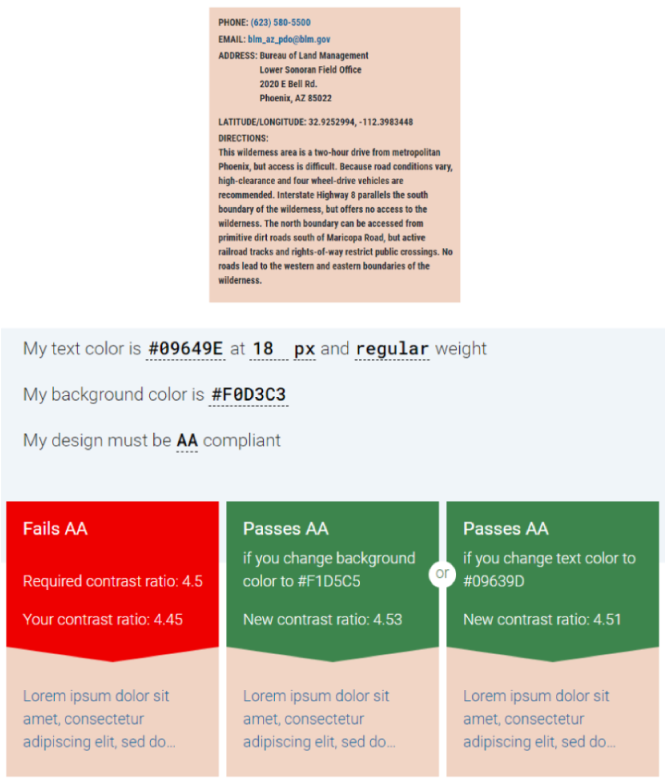 PHONE: (623) 580-5500
EMAIL: blm_az_pdo@blm.gov
ADDRESS: Bureau of Land Management
Lower Sonoran Field Office
2020 E Bell Rd.
Phoenix, AZ 85022
LATITUDE/LONGITUDE: 32.9252994, -112.3983448
DIRECTIONS:
This wilderness area is a two-hour drive from metropolitan
Phoenix, but access is difficult. Because road conditions vary,
high-clearance and four wheel-drive vehicles are
recommended. Interstate Highway 8 parallels the south
boundary of the wilderness, but offers no access to the
wilderness. The north boundary can be accessed from
primitive dirt roads south of Maricopa Road, but active
railroad tracks and rights-of-way restrict public crossings. No
roads lead to the western and eastern boundaries of the
wilderness.
My text color is #09649E at 18 px and regular weight
My background color is #F0D3C3
My design must be AA compliant
Fails AA
Required contrast ratio: 4.5
Your contrast ratio: 4.45
Lorem ipsum dolor sit
amet, consectetur
adipiscing elit, sed do...
Passes AA
if you change background
color to #F1D5C5
New contrast ratio: 4.53
Lorem ipsum dolor sit
amet, consectetur
adipiscing elit, sed do...
or
Passes AA
if you change text color to
#09639D
New contrast ratio: 4.51
Lorem ipsum dolor sit
amet, consectetur
adipiscing elit, sed do...